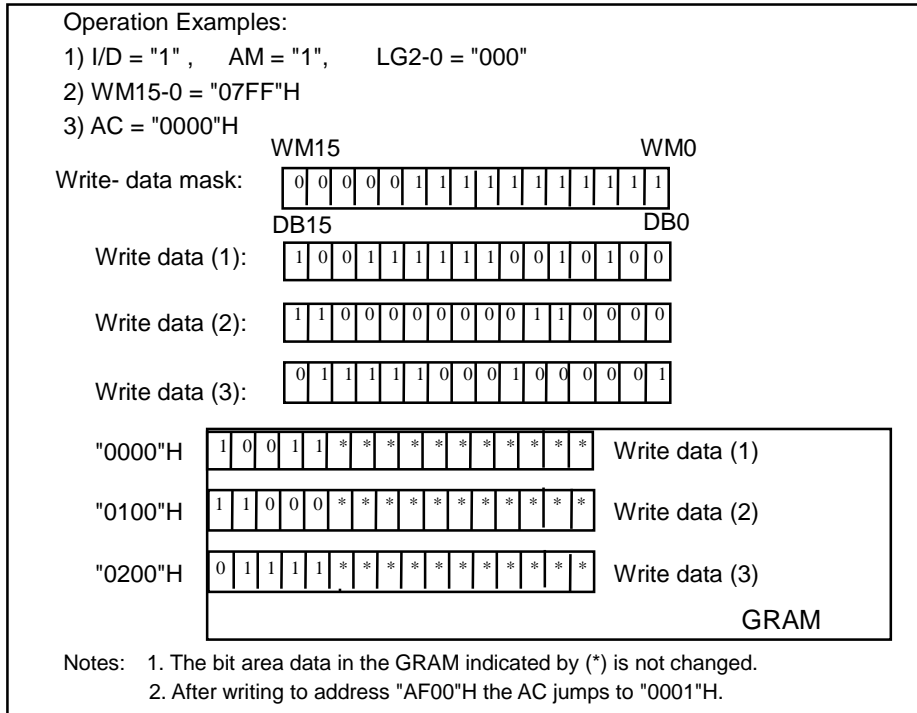 Operation Examples:
1) I/D = "1" , AM = "1", LG2-0 = "000"
2) WM15-0 = "07FF"H
3) AC = "0000"H
WM15 WM0
Write- data mask: 0 0 0 0 0 1 1 1 1 1 1 1 1 1 1 1
DB15 DB0
Write data (1): 1 0 0 1 1 1 1 1 1 0 0 1 0 1 0 0
Write data (2): 1 1 0 0 0 0 0 0 0 0 1 1 0 0 0 0
Write data (3): 0 1 1 1 1 1 0 0 0 1 0 0 0 0 0 1
"0000"H 1 0 0 1 1 * * * * * * * * * * * Write data (1)
"0100"H 1 1 0 0 0 * * * * * * * * * * * Write data (2)
"0200"H 0 1 1 1 1 * * * * * * * * * * * Write data (3)
GRAM
Notes: 1. The bit area data in the GRAM indicated by (*) is not changed.
2. After writing to address "AF00"H the AC jumps to "0001"H.